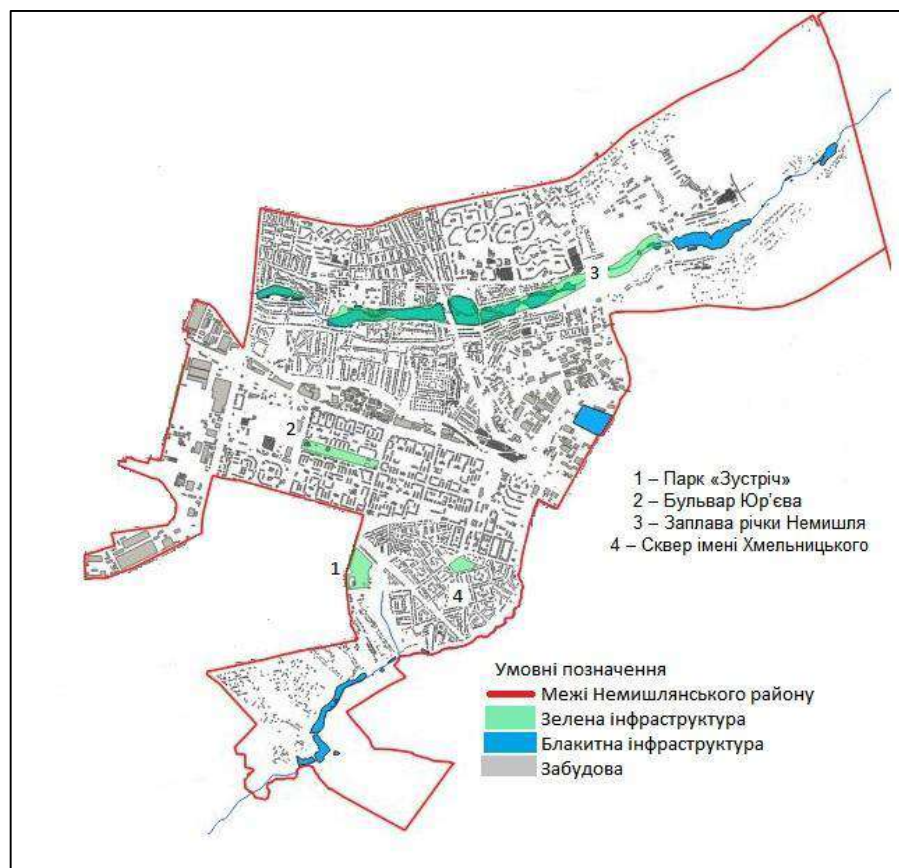 3
2
1 – Парк «Зустріч»
2 – Бульвар Юр’єва
3 – Заплава річки Немишля
4 – Сквер імені Хмельницького
1
4
Умовні позначення
Межі Немишлянського району
Зелена інфраструктура
Блакитна інфраструктура
Забудова